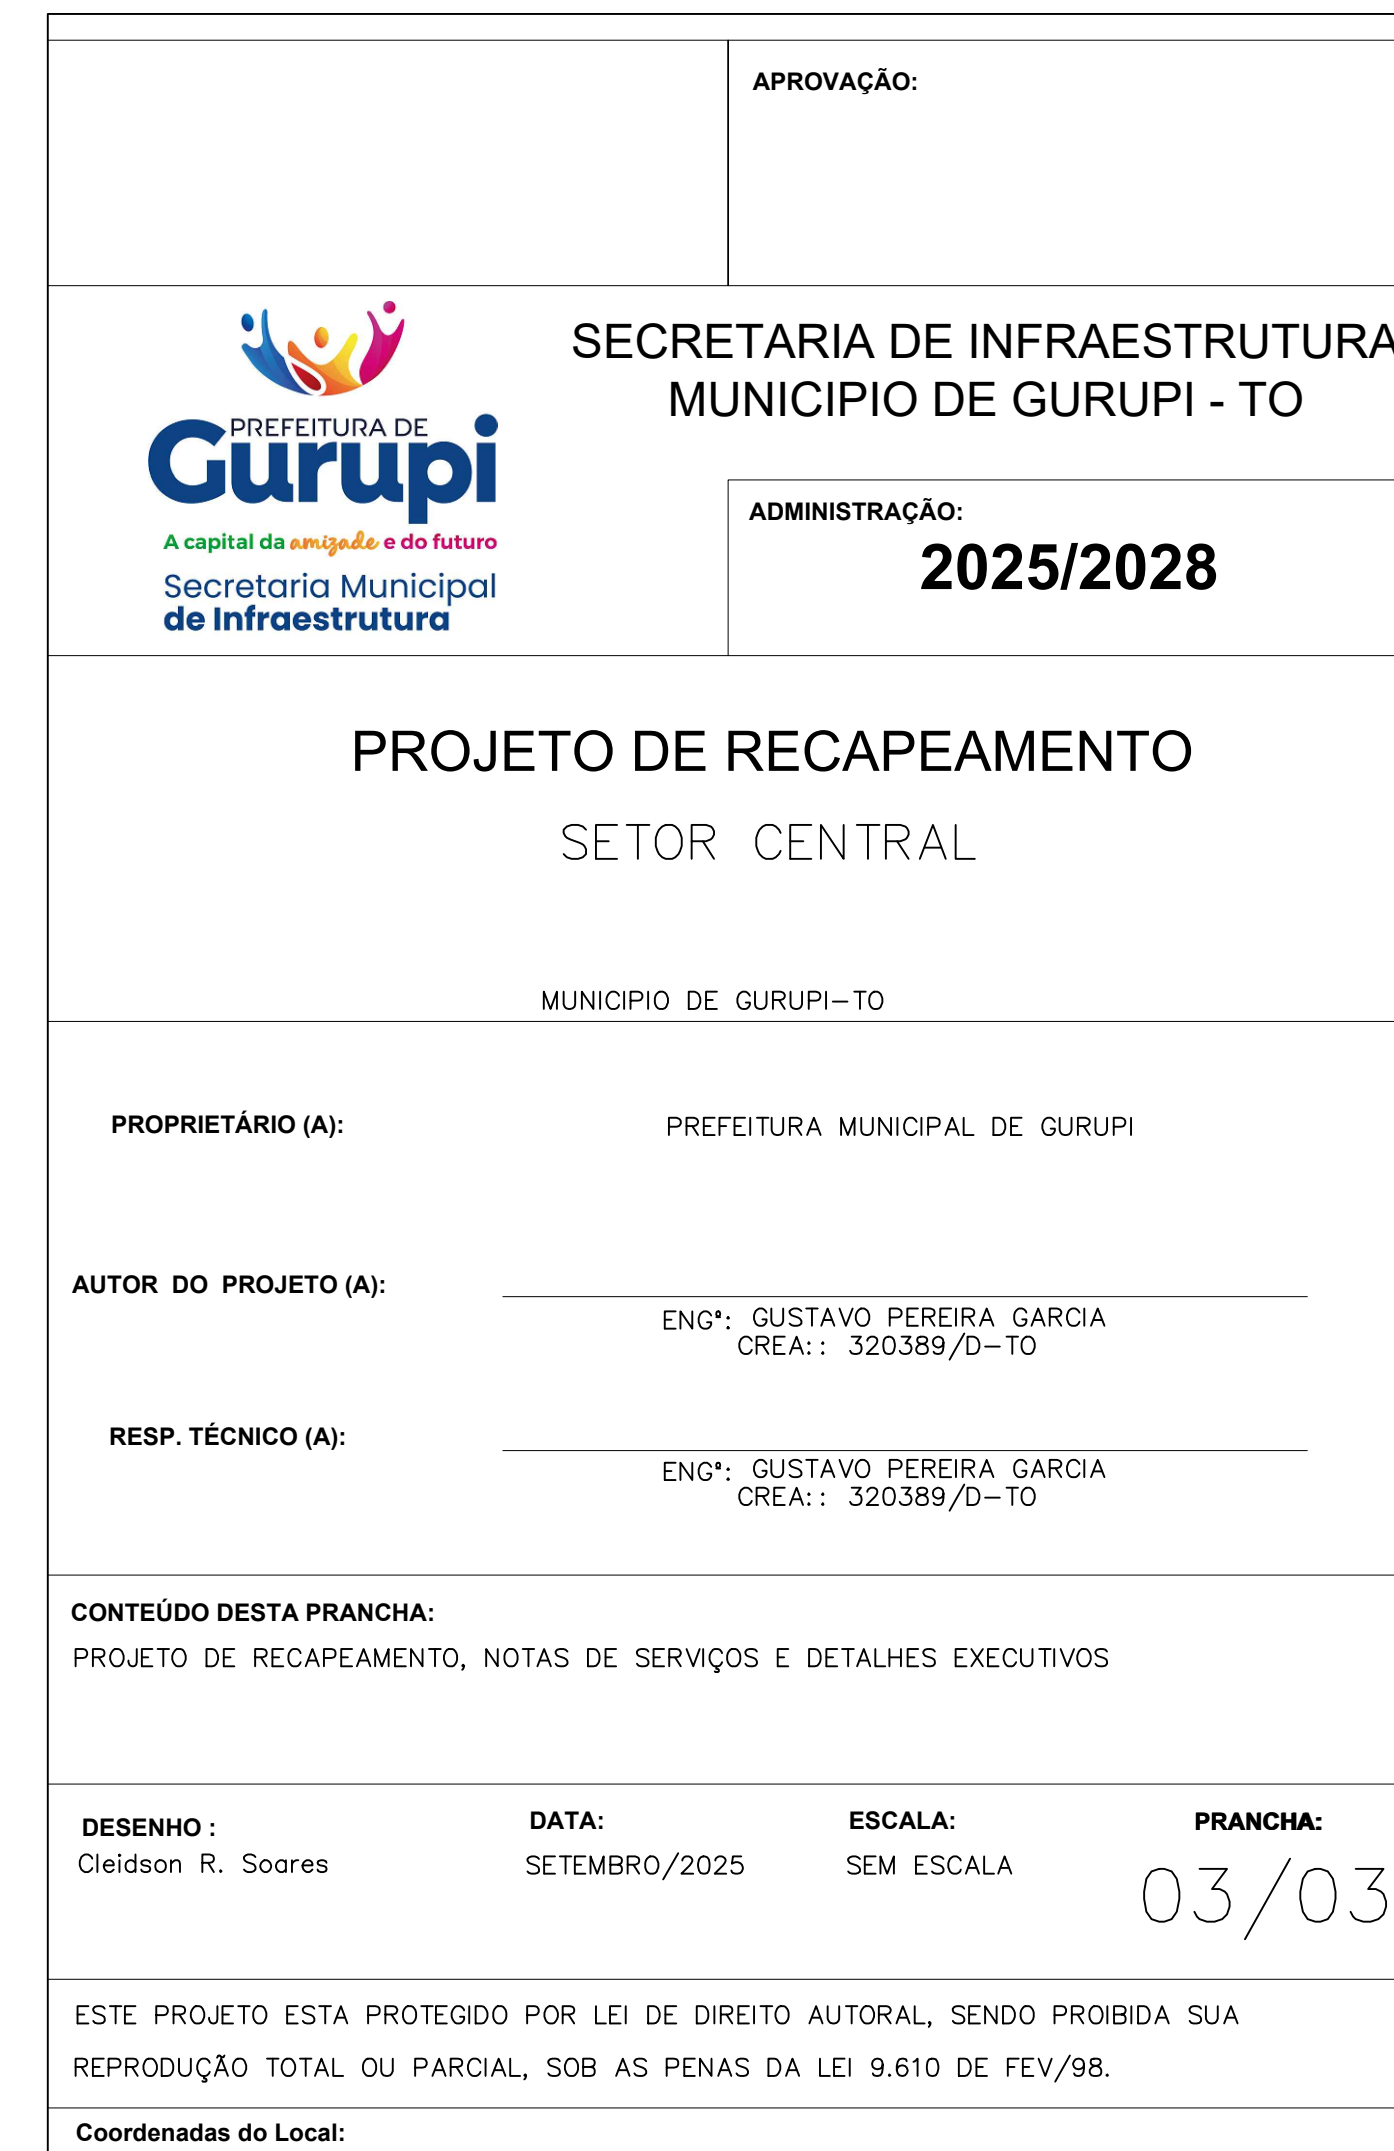 APROVAÇÃO:
PREFEITURA DE
Gurupi
A capital da amizade e do futuro
Secretaria Municipal
de Infraestrutura
SECRETARIA DE INFRAESTRUTURA
MUNICIPIO DE GURUPI - TO
ADMINISTRAÇÃO:
2025/2028
PROJETO DE RECAPEAMENTO
SETOR CENTRAL
MUNICIPIO DE GURUPI-TO
PROPRIETÁRIO (A): PREFEITURA MUNICIPAL DE GURUPI
AUTOR DO PROJETO (A):
ENGª: GUSTAVO PEREIRA GARCIA
CREA:: 320389/D-TO
RESP. TÉCNICO (A):
ENGª: GUSTAVO PEREIRA GARCIA
CREA:: 320389/D-TO
CONTEÚDO DESTA PRANCHA:
PROJETO DE RECAPEAMENTO, NOTAS DE SERVIÇOS E DETALHES EXECUTIVOS
DESENHO :
Cleidson R. Soares
DATA:
SETEMBRO/2025
ESCALA:
SEM ESCALA
PRANCHA:
03/03
ESTE PROJETO ESTA PROTEGIDO POR LEI DE DIREITO AUTORAL, SENDO PROIBIDA SUA
REPRODUÇÃO TOTAL OU PARCIAL, SOB AS PENAS DA LEI 9.610 DE FEV/98.
Coordenadas do Local: